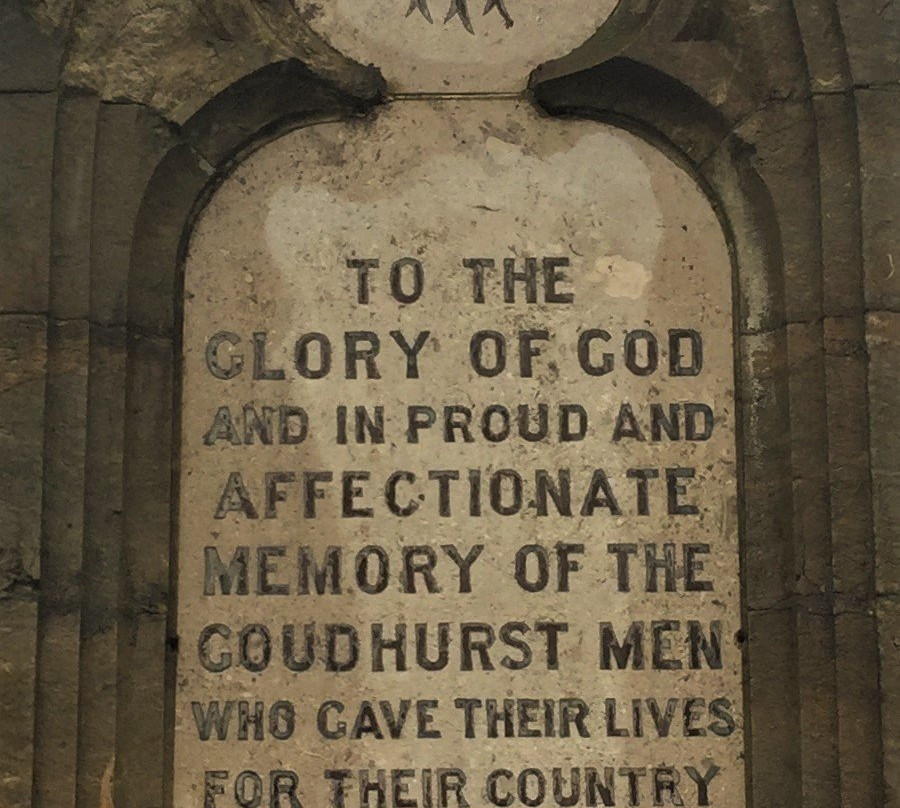 TO THE
GLORY OF GOD
AND IN PROUD AND
AFFECTIONATE
MEMORY OF THE
GOUDHURST MEN
WHO GAVE THEIR LIVES
FOR THEIR COUNTRY